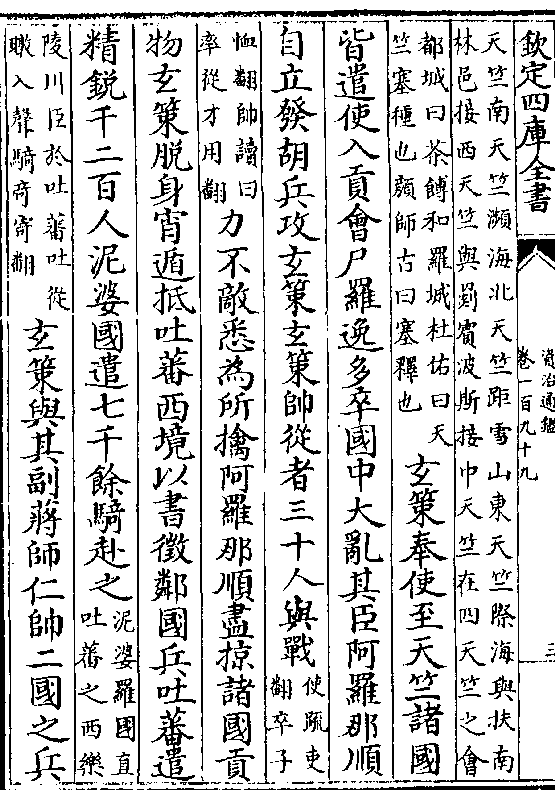 欽定四庫全書
資治通鑑
卷一百九十九
三
天竺南天竺瀕海北天竺距雪山東天竺際海與扶南
林邑接西天竺與罽賓波斯接中天竺在四天竺之會
都城曰茶餺和羅城杜佑曰天
竺塞種也顔師古曰塞釋也
玄策奉使至天竺諸國
皆遣使入貢會尸羅逸多卒國中大亂其臣阿羅那順
自立發胡兵攻玄策玄策帥從者三十人與戰
使疏吏
翻卒子
恤翻帥讀曰
率從才用翻
力不敵悉為所擒阿羅那順盡掠諸國貢
物玄策脱身宵遁抵吐蕃西境以書徵鄰國兵吐蕃遣
精鋭千二百人泥婆國遣七千餘騎赴之
泥婆羅國直
吐蕃之西樂
陵川臣於吐蕃吐從
暾入聲騎奇寄翻
玄策與其副蔣師仁帥二國之兵